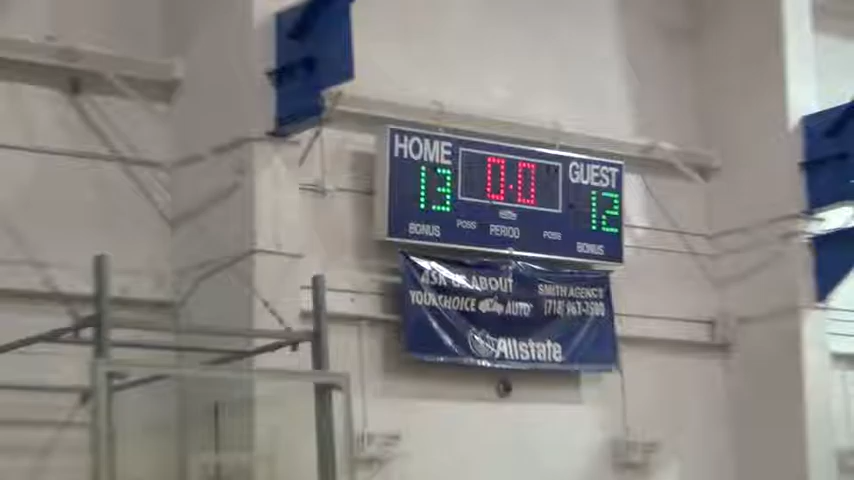 HOME
GUEST
13
0.0
12
BONUS
POSS
PERIOD
POSS
BONUS
ASK US ABOUT
YOUR CHOICE AUTO
SMITH AGENCY
Allstate